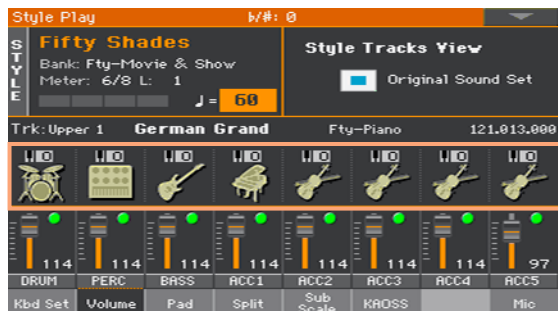 Style Play ♭/#: 0
STYLE
Fifty Shades
Bank: Fty-Movie & Show
Meter: 6/8 L: 1
♩= 60
Style Tracks View
Original Sound Set
Trk: Upper 1 German Grand Fty-Piano 121.013.000
114 114 114 114 114 114 114 97
DRUM PERC BASS ACC1 ACC2 ACC3 ACC4 ACC5
Kbd Set Volume Pad Split Sub Scale KAOSS Mic